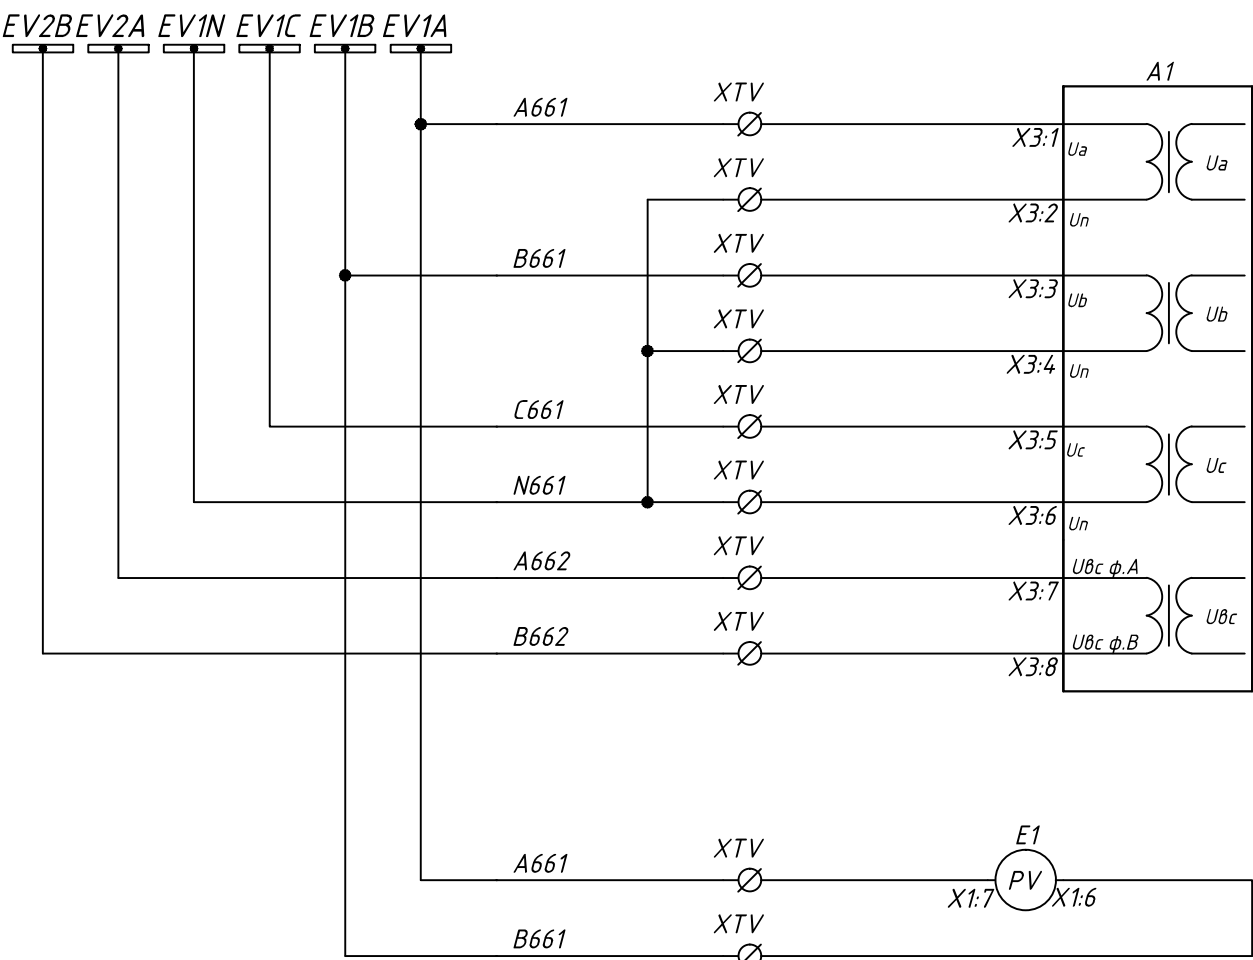 EV2B EV2A EV1N EV1C EV1B EV1A
A1
XTV
A661
X3:1
Ua
Ua
XTV
X3:2
Un
XTV
B661
X3:3
Ub
Ub
XTV
X3:4
Un
XTV
C661
X3:5
Uc
Uc
XTV
N661
X3:6
Un
XTV
A662
Uвс ф.А
X3:7
Uвс
XTV
B662
Uвс ф.В
X3:8
E1
XTV
A661
PV
X1:7
X1:6
XTV
B661